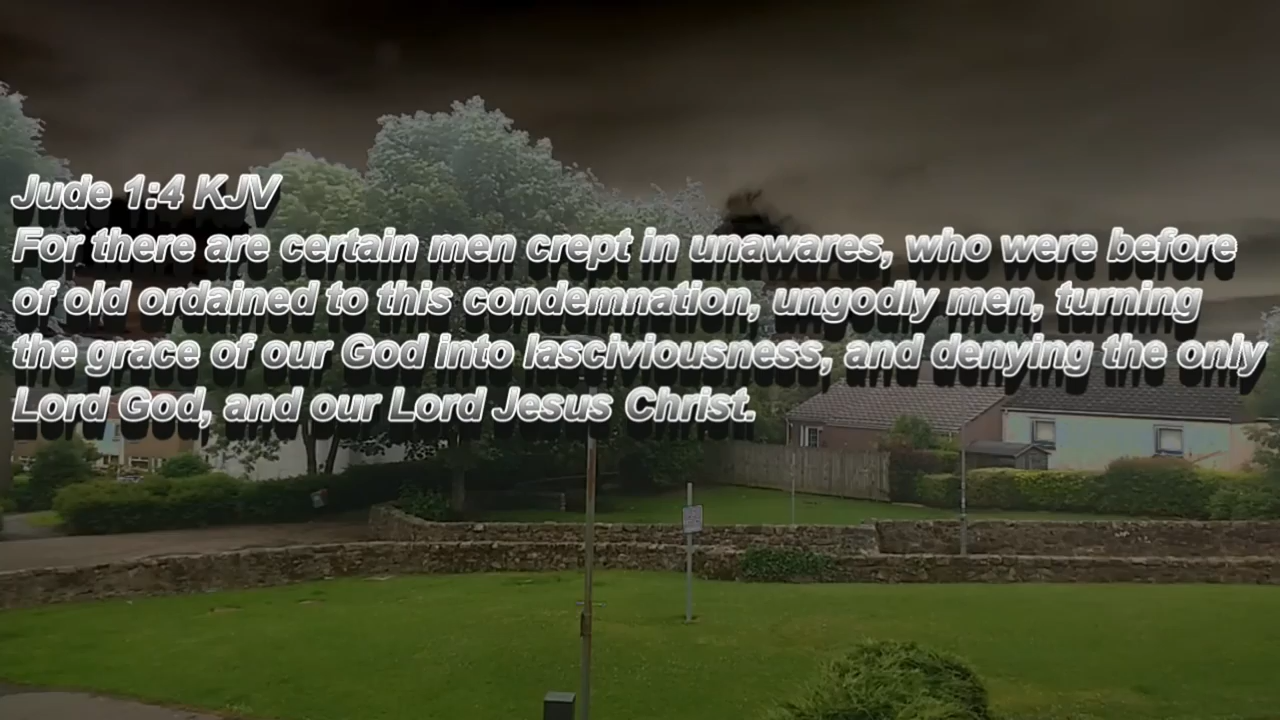 Jude 1:4 KJV
For there are certain men crept in unawares, who were before
of old ordained to this condemnation, ungodly men, turning
the grace of our God into lasciviousness, and denying the only
Lord God, and our Lord Jesus Christ.